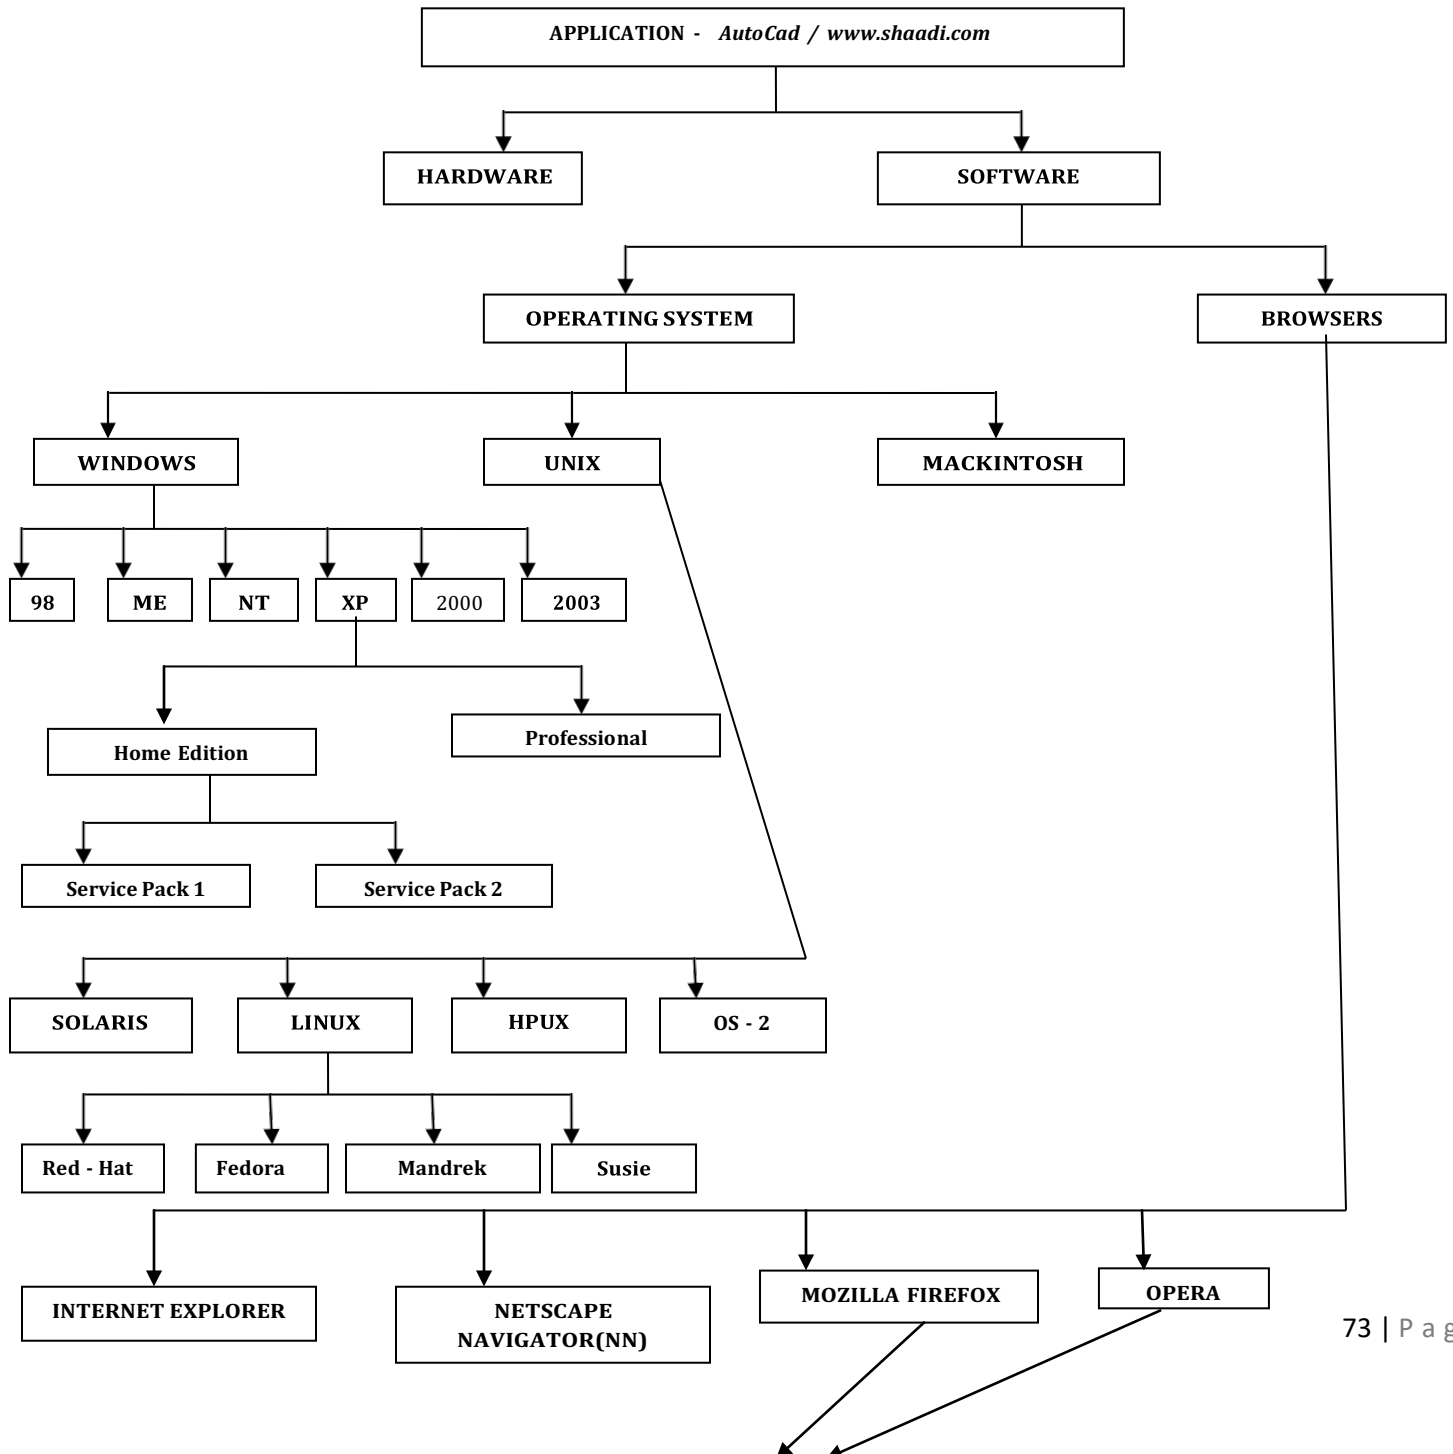 APPLICATION - AutoCad / www.shaadi.com
HARDWARE
SOFTWARE
OPERATING SYSTEM
BROWSERS
WINDOWS
UNIX
MACKINTOSH
98
ME
NT
XP
2000
2003
Home Edition
Professional
Service Pack 1
Service Pack 2
SOLARIS
LINUX
HPUX
OS - 2
Red - Hat
Fedora
Mandrek
Susie
INTERNET EXPLORER
NETSCAPE
NAVIGATOR(NN)
MOZILLA FIREFOX
OPERA
73 | P a g